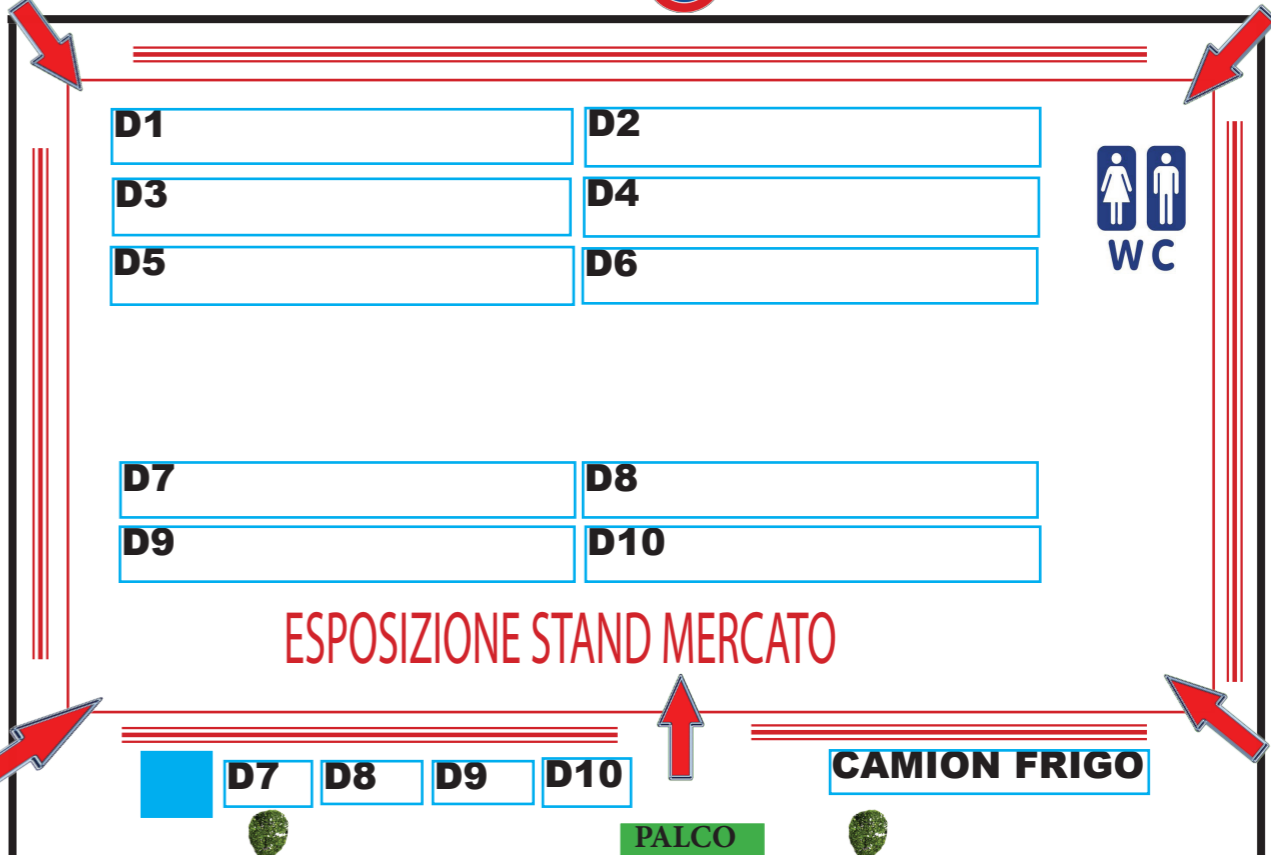 D1 D2
D3 D4
WC
D5 D6
D7 D8
D9 D10
ESPOSIZIONE STAND MERCATO
D7 D8 D9 D10 CAMION FRIGO
PALCO